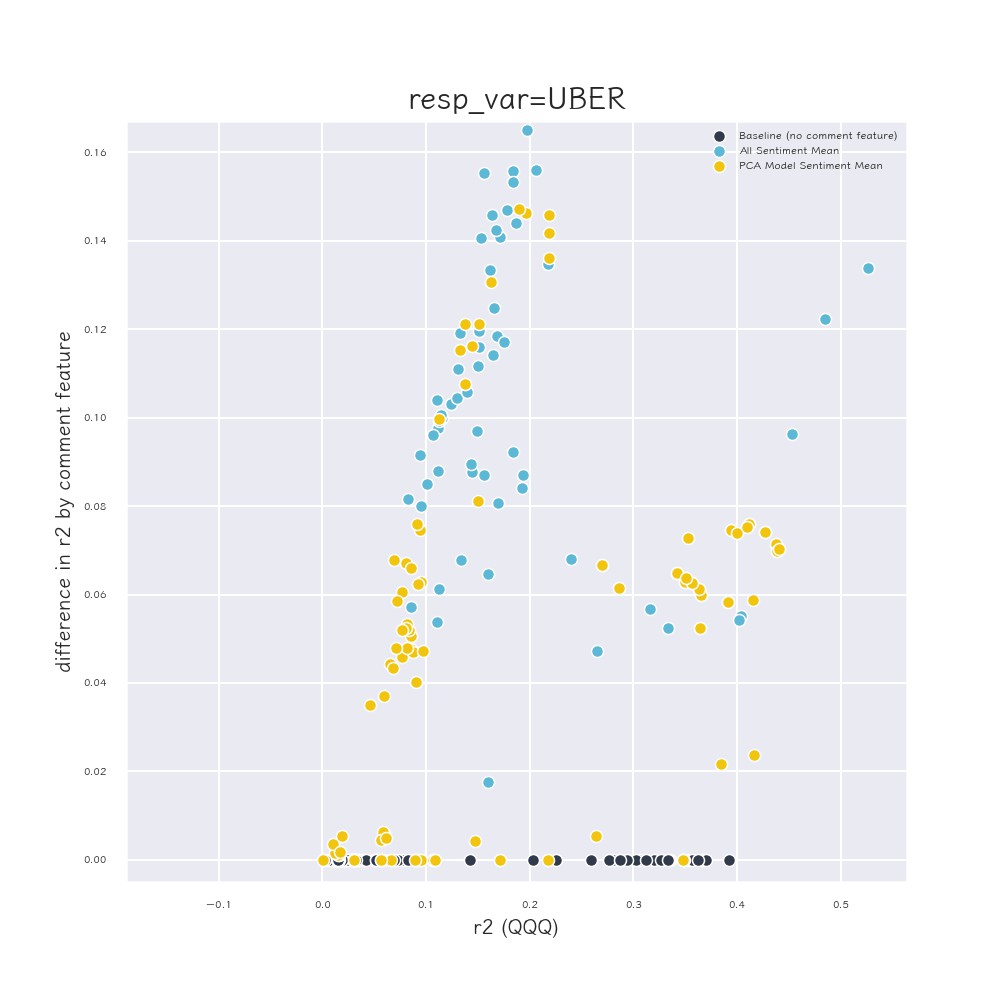 resp_var=UBER
Baseline (no comment feature)
All Sentiment Mean
PCA Model Sentiment Mean
difference in r2 by comment feature
0.16
0.14
0.12
0.10
0.08
0.06
0.04
0.02
0.00
−0.1 0.0 0.1 0.2 0.3 0.4 0.5
r2 (QQQ)